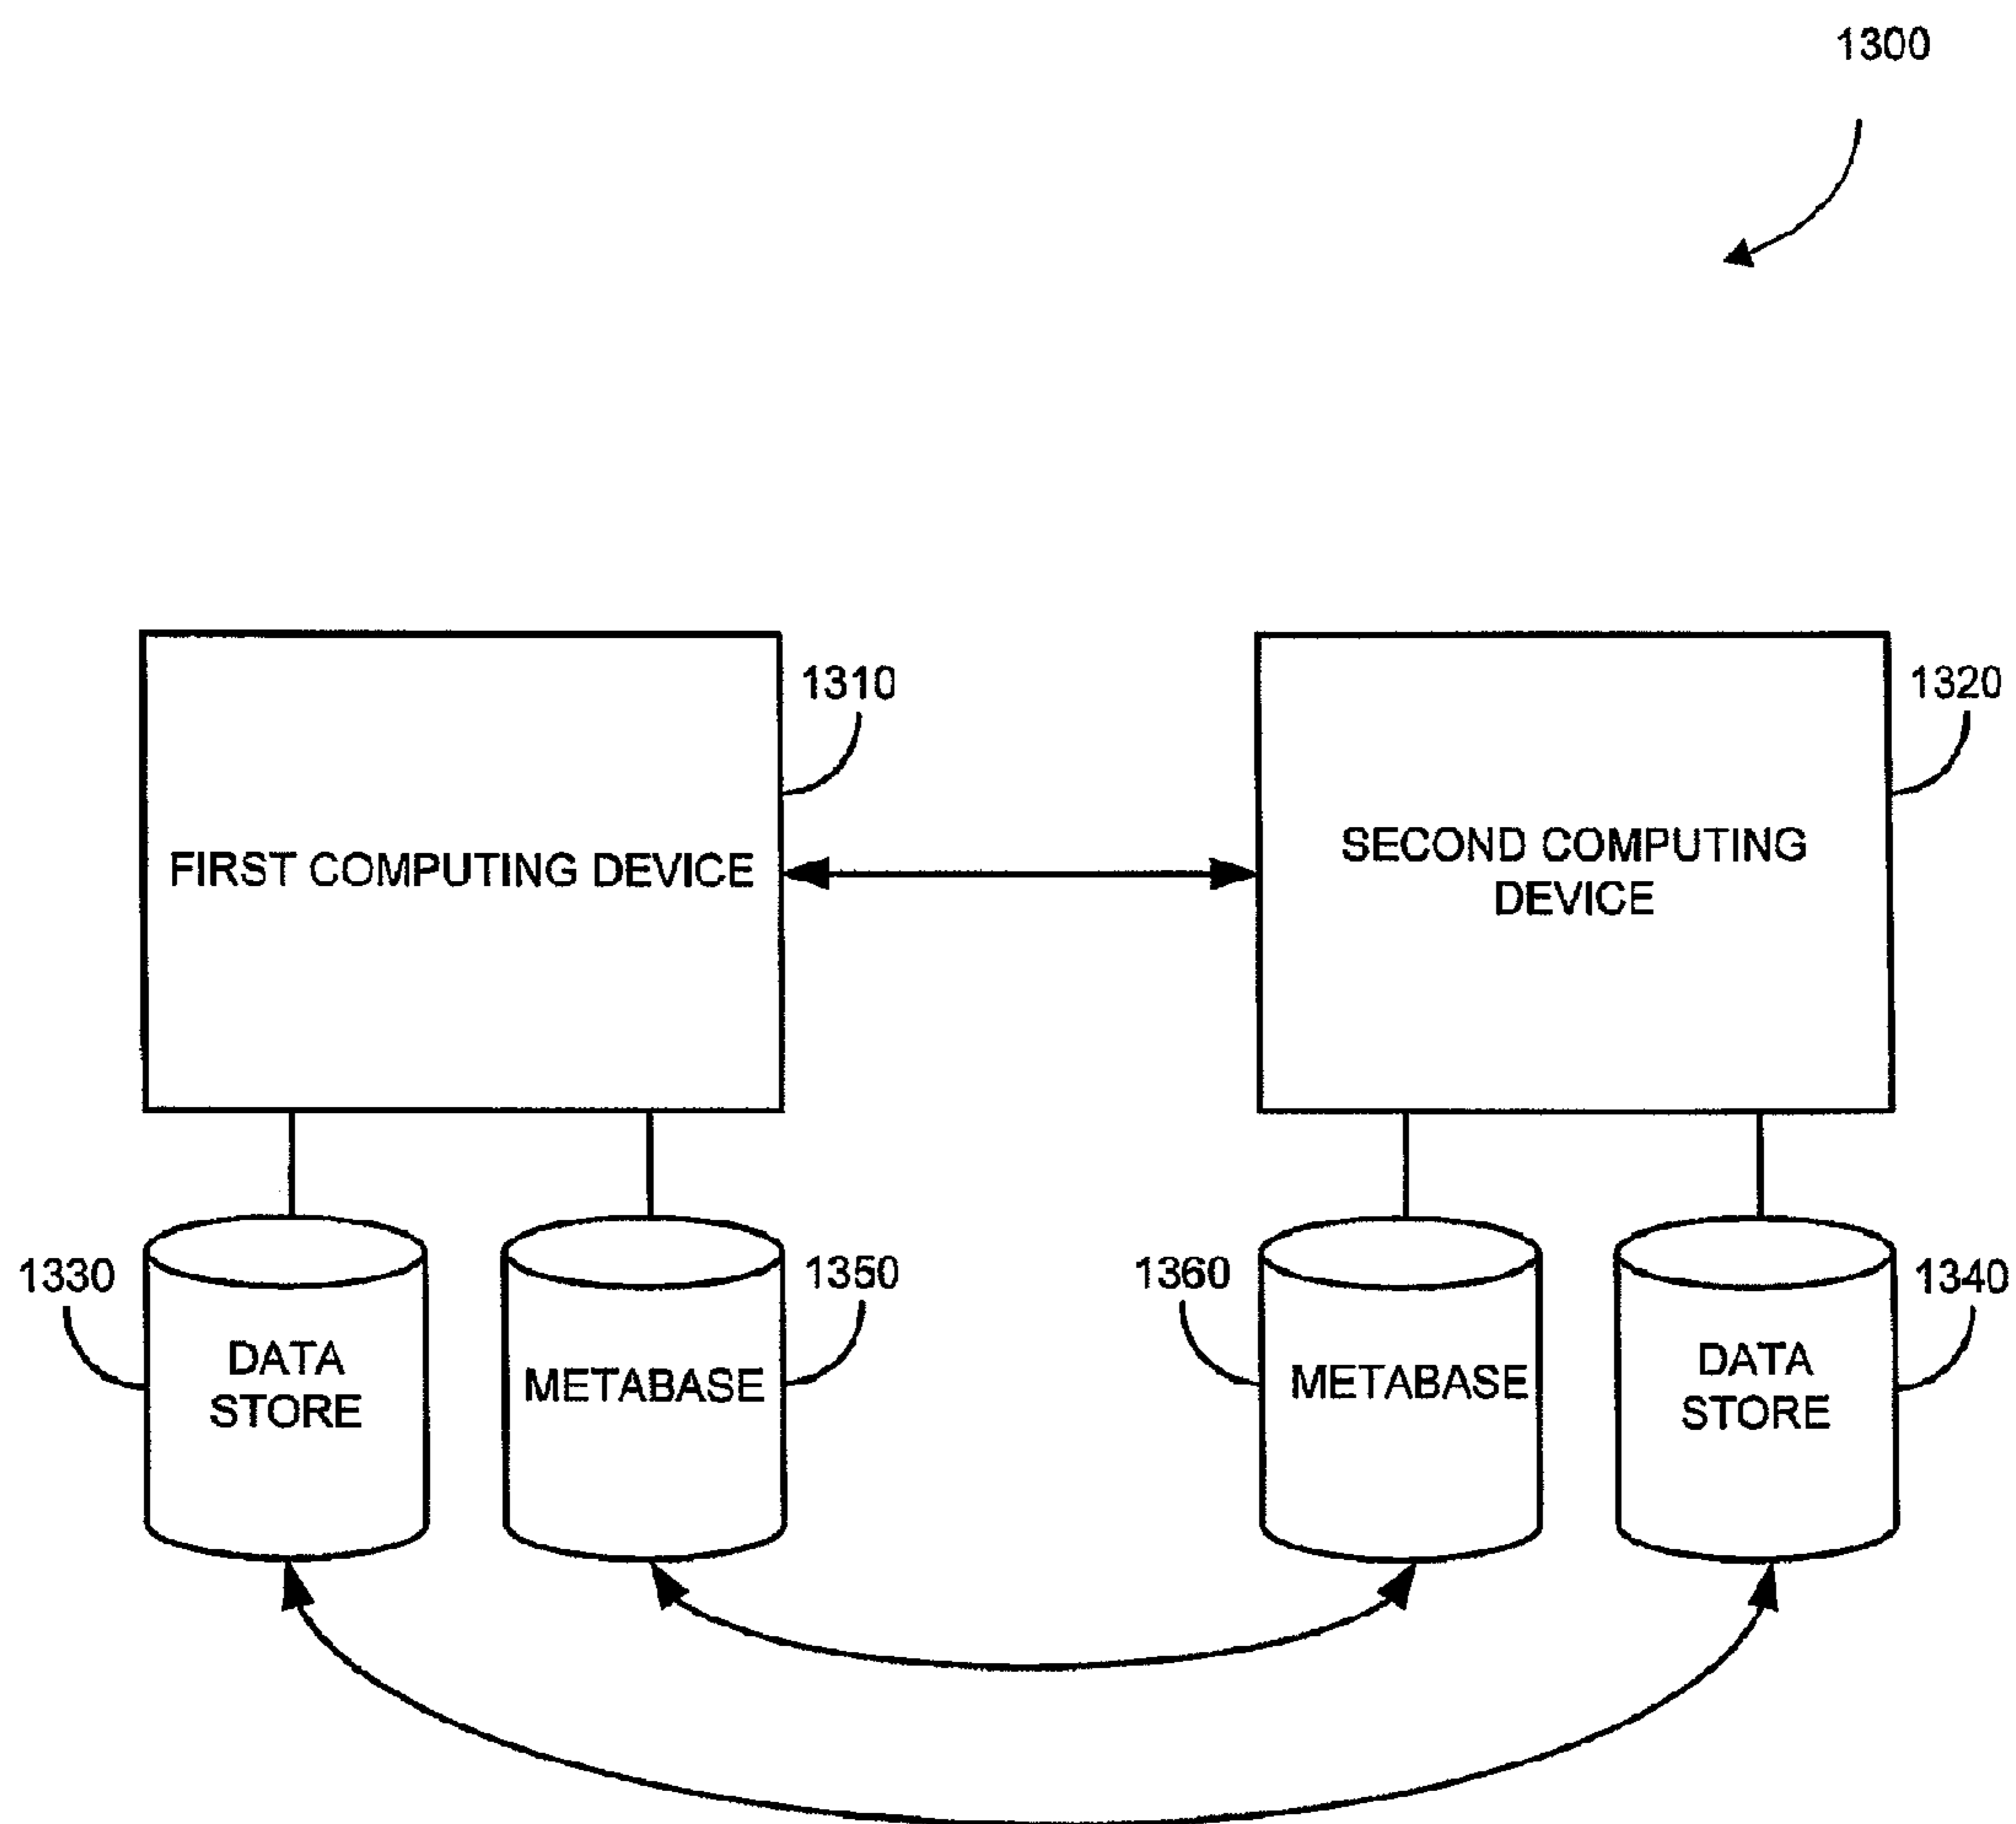 1300
1310
1320
FIRST COMPUTING DEVICE
SECOND COMPUTING
DEVICE
1330
1350
1360
1340
DATA
STORE
METABASE
METABASE
DATA
STORE